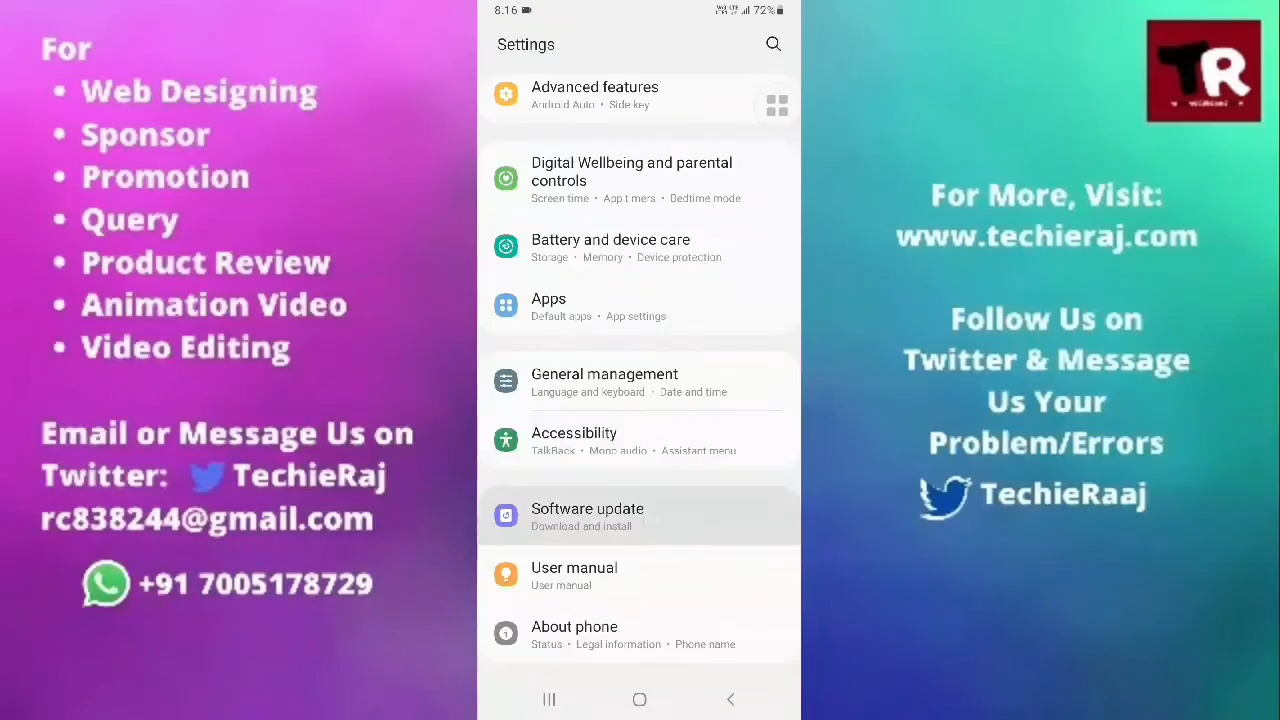 For
• Web Designing
• Sponsor
• Promotion
• Query
• Product Review
• Animation Video
• Video Editing
Email or Message Us on
Twitter: TechieRaj
rc838244@gmail.com
+91 7005178729
8:16
72%
Settings
Advanced features
Android Auto • Side key
Digital Wellbeing and parental
controls
Screen time • App timers • Bedtime mode
Battery and device care
Storage • Memory • Device protection
Apps
Default apps • App settings
General management
Language and keyboard • Date and time
Accessibility
TalkBack • Mono audio • Assistant menu
Software update
Download and install
User manual
User manual
About phone
Status • Legal information • Phone name
TR
For More, Visit:
www.techieraj.com
Follow Us on
Twitter & Message
Us Your
Problem/Errors
TechieRaaj